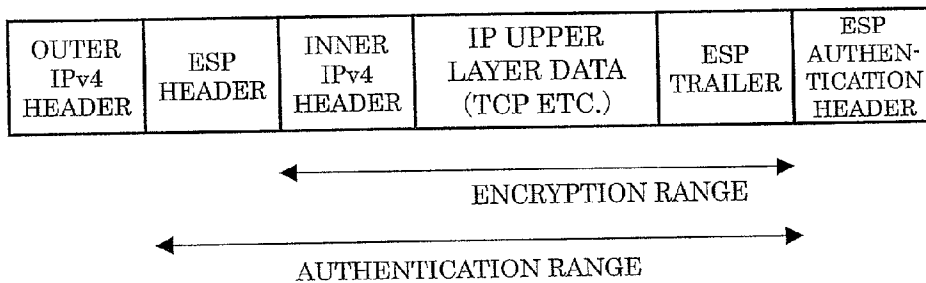 OUTER
IPv4
HEADER
ESP
HEADER
INNER
IPv4
HEADER
IP UPPER
LAYER DATA
(TCP ETC.)
ESP
TRAILER
ESP
AUTHEN-
TICATION
HEADER
ENCRYPTION RANGE
AUTHENTICATION RANGE